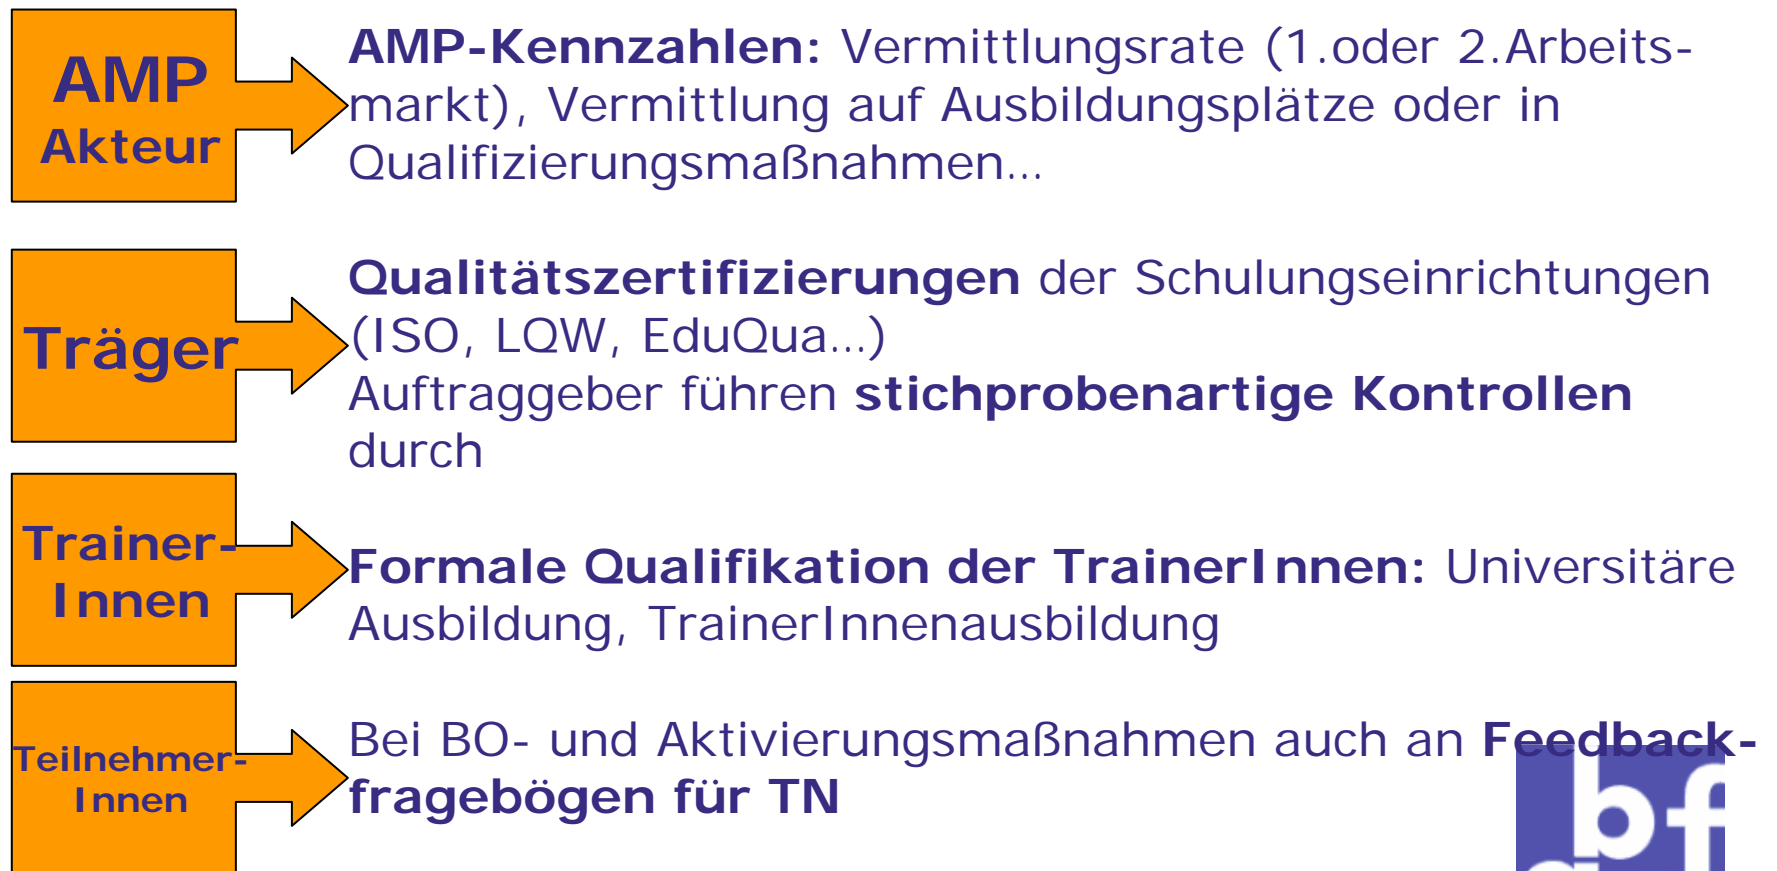 AMP
Akteur
AMP-Kennzahlen: Vermittlungsrate (1.oder 2.Arbeits-
markt), Vermittlung auf Ausbildungsplätze oder in
Qualifizierungsmaßnahmen...
Träger
Qualitätszertifizierungen der Schulungseinrichtungen
(ISO, LQW, EduQua...)
Auftraggeber führen stichprobenartige Kontrollen
durch
Trainer-
Innen
Formale Qualifikation der TrainerInnen: Universitäre
Ausbildung, TrainerInnenausbildung
Teilnehmer-
Innen
Bei BO- und Aktivierungsmaßnahmen auch an Feedback-
fragebögen für TN
bf